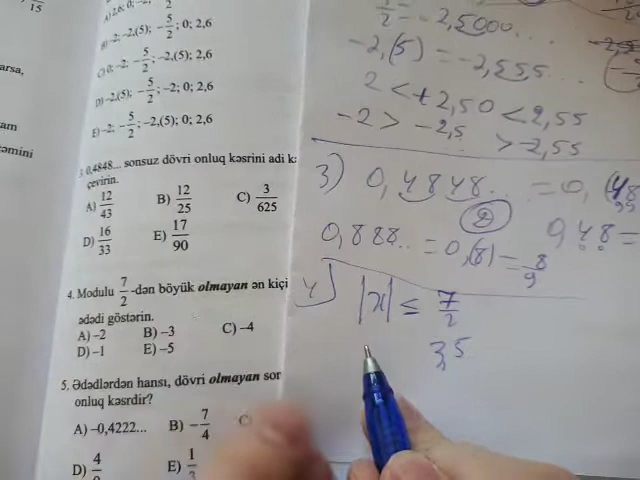 15
arsa,
am
təmini
A) 2,6; 0; -2;
B) -2; -2,(5); -5/2; 0; 2,6
C) 0; -2; -5/2; -2,(5); 2,6
D) -2,(5); -5/2; -2; 0; 2,6
E) -2; -5/2; -2,(5); 0; 2,6
0,4848... sonsuz dövri onluq kəsrini adi k
çevirin.
A) 12/43 B) 12/25 C) 3/625
D) 16/33 E) 17/90
4. Modulu 7/2-dən böyük olmayan ən kiçi
ədədi göstərin.
A) –2 B) –3 C) –4
D) –1 E) –5
5. Ədədlərdən hansı, dövri olmayan sor
onluq kəsrdir?
A) –0,4222... B) -7/4 C)
D) 4/ E) 1/3
-2,5000...
-2,(5) = -2,555...
2 < +2,50 < 2,55
-2 > -2,5 > -2,55
3) 0,4848... = 0,(48
0,888.. = 0,(8) = 8/9
0,48 =
4) |x| ≤ 7/2
3,5